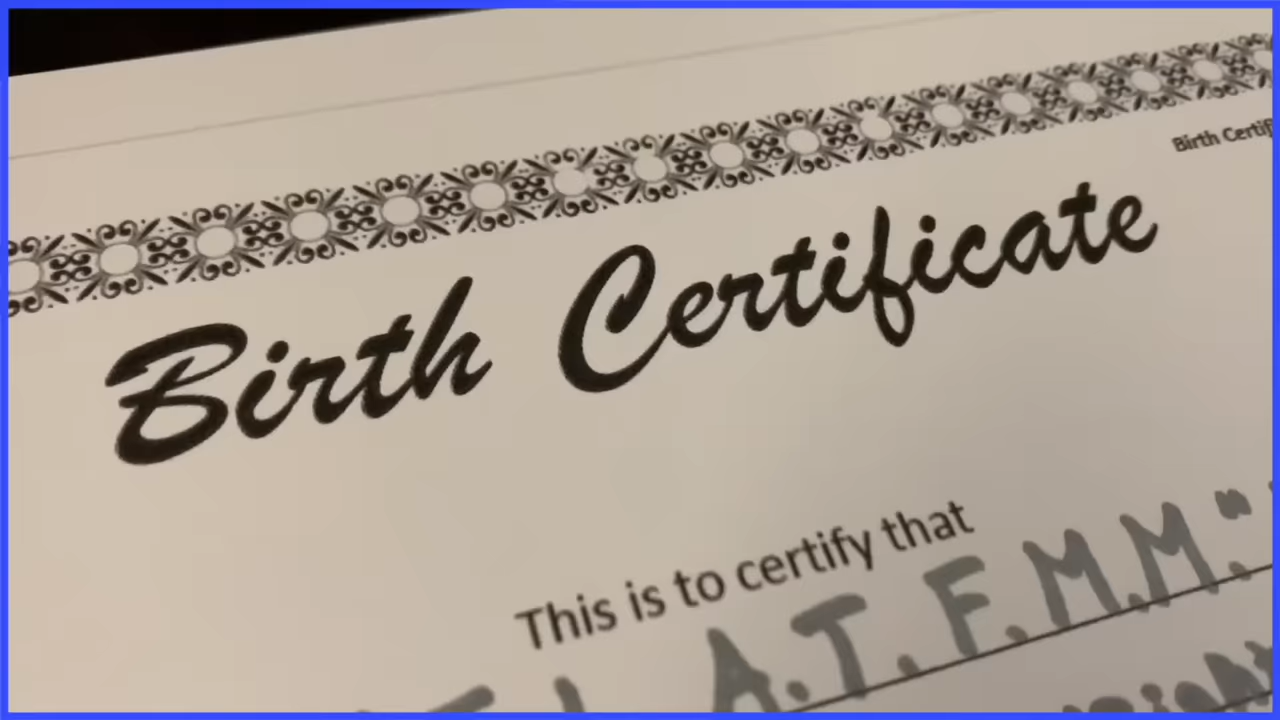 Birth Certif
Birth Certificate
This is to certify that
A.T.F.M.M."